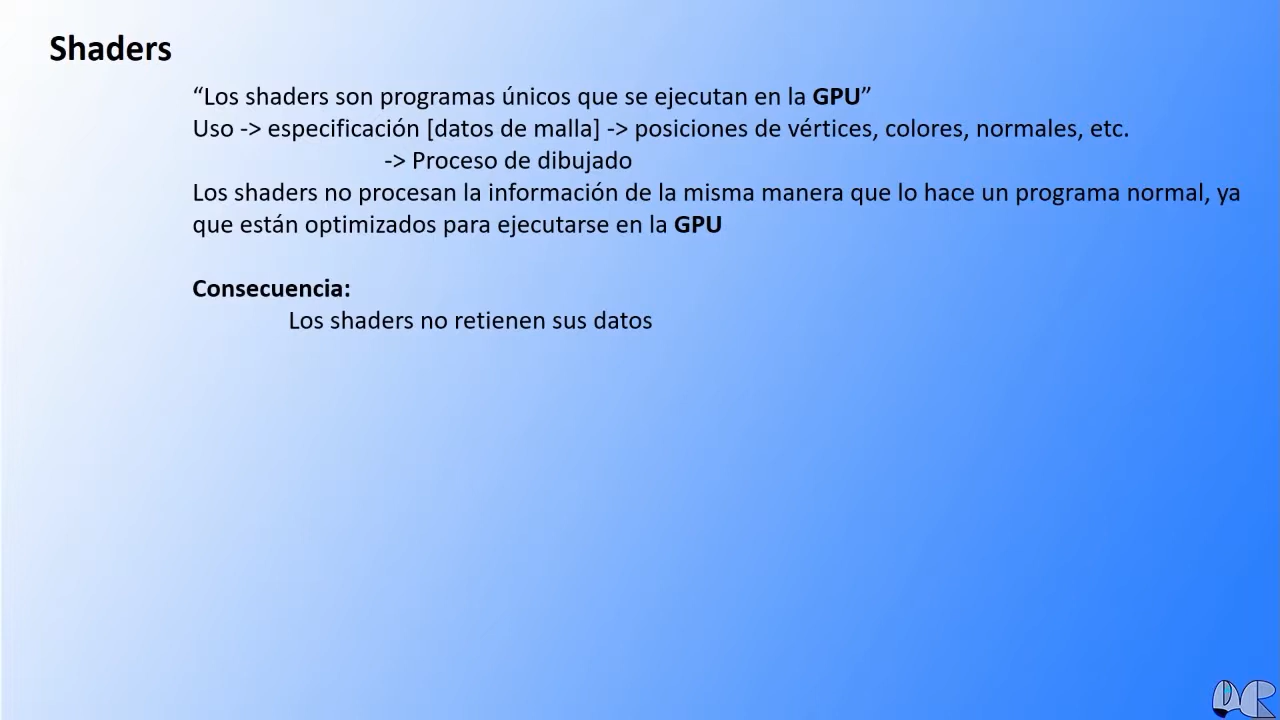 Shaders
“Los shaders son programas únicos que se ejecutan en la GPU”
Uso -> especificación [datos de malla] -> posiciones de vértices, colores, normales, etc.
-> Proceso de dibujado
Los shaders no procesan la información de la misma manera que lo hace un programa normal, ya
que están optimizados para ejecutarse en la GPU
Consecuencia:
Los shaders no retienen sus datos